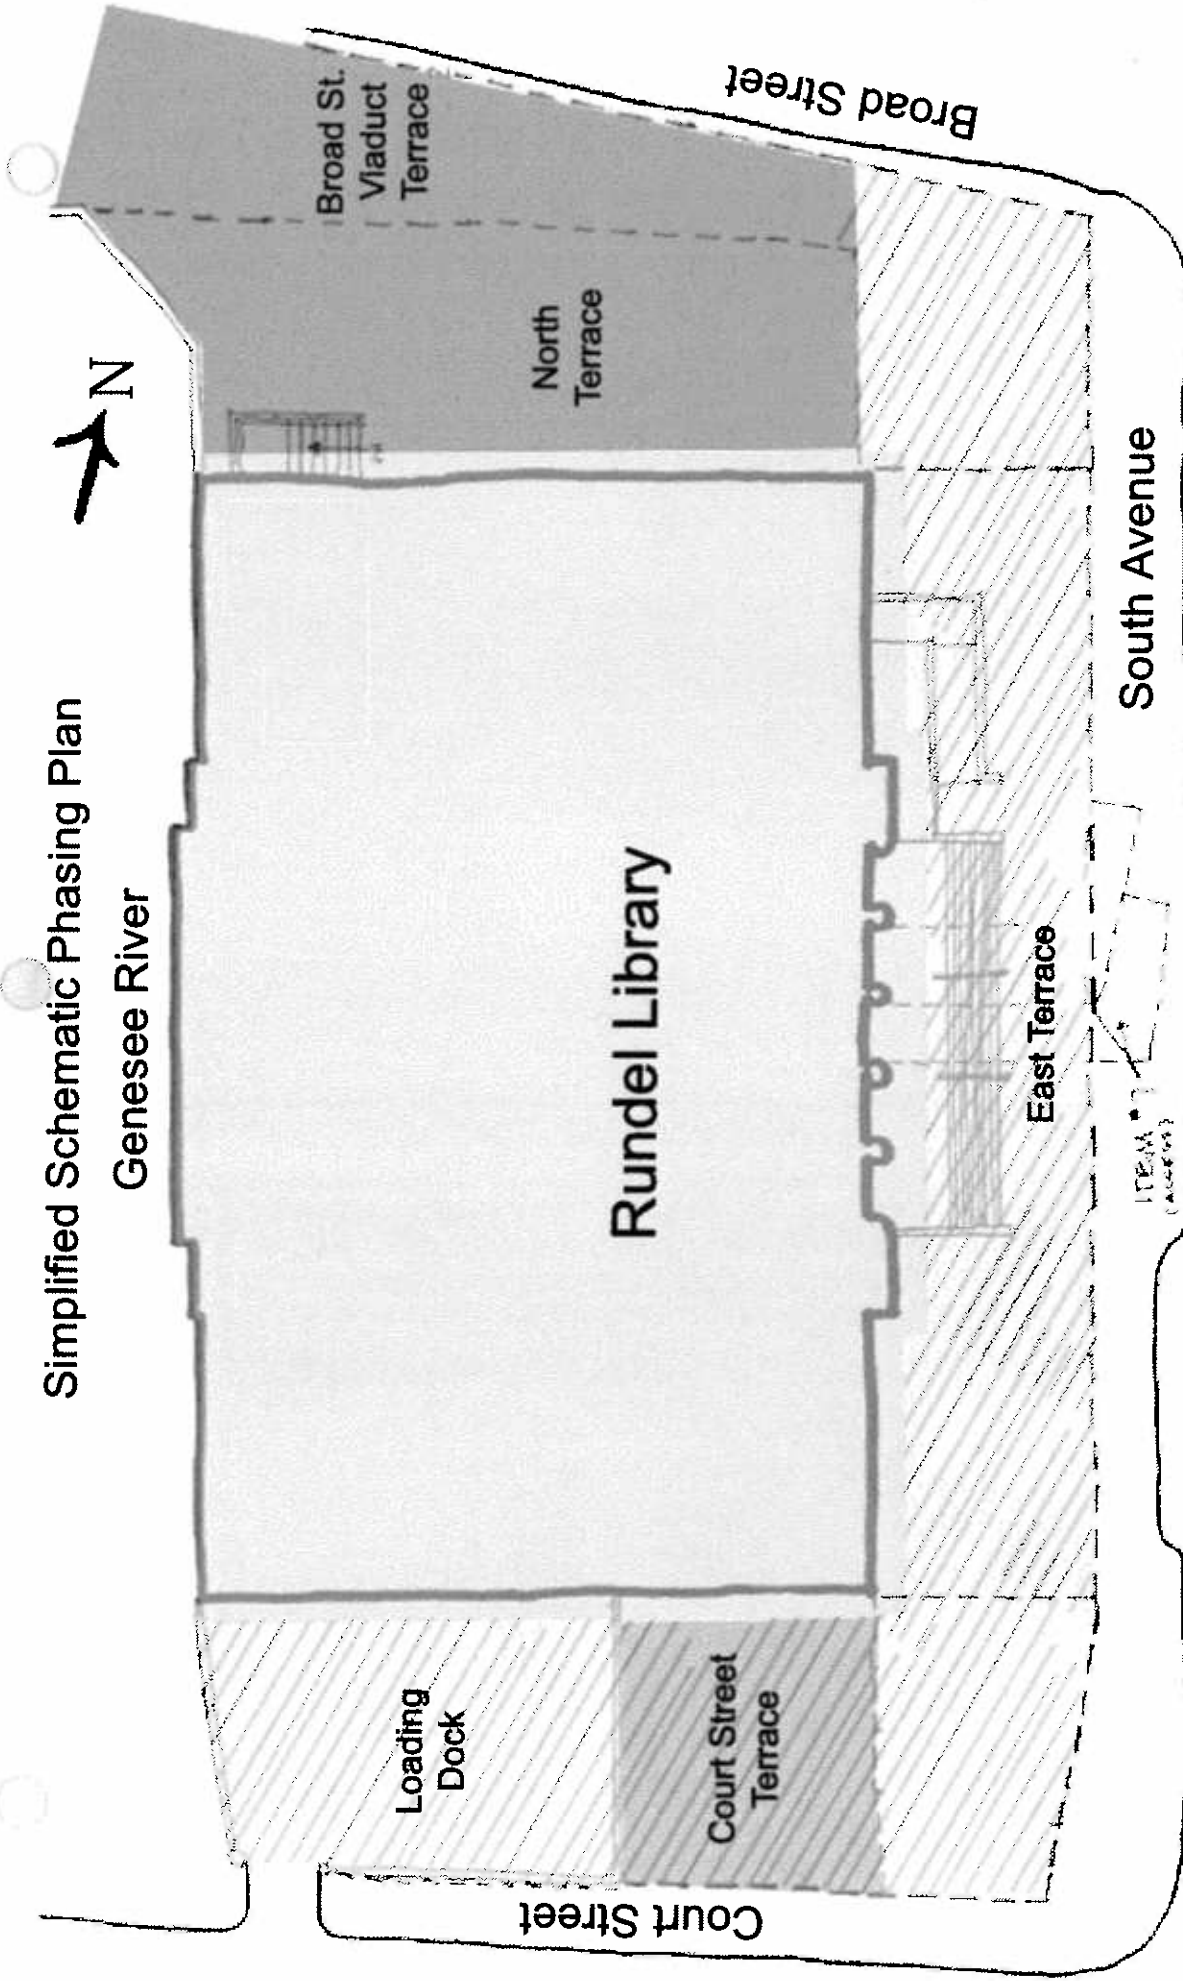 Simplified Schematic Phasing Plan
Genesee River
N
Broad St.
Viaduct
Terrace
North
Terrace
Broad Street
Rundel Library
Loading
Dock
Court Street
Terrace
Court Street
East Terrace
South Avenue
ITEM #